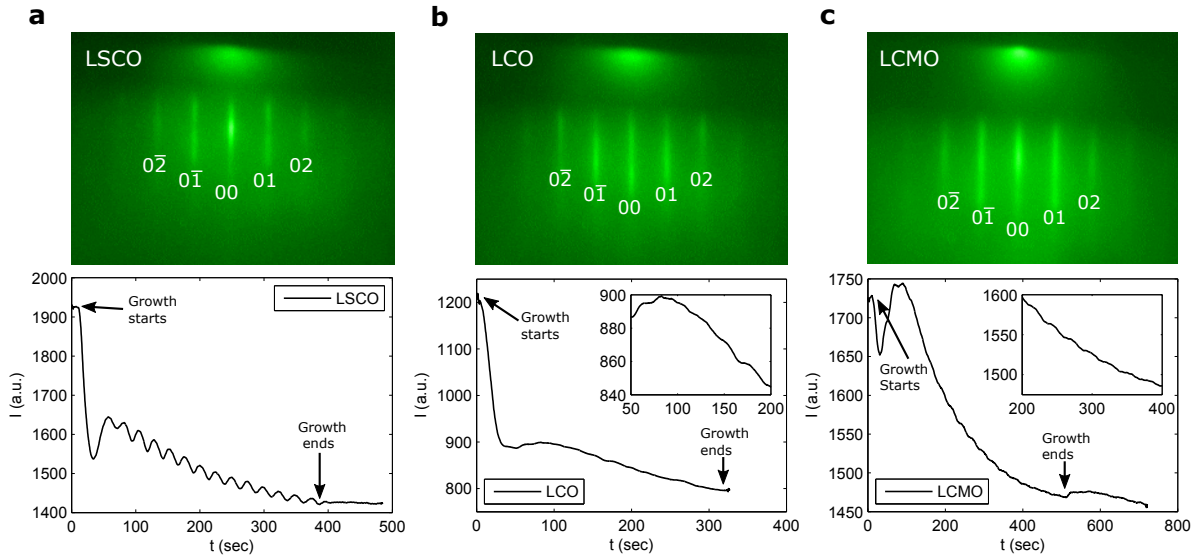 a
LSCO
02̅
01̅
00
01
02
2000
1900
1800
1700
1600
1500
1400
I (a.u.)
Growth
starts
LSCO
Growth
ends
0 100 200 300 400 500
t (sec)
b
LCO
02̅
01̅
00
01
02
1200
1100
1000
900
800
I (a.u.)
Growth
starts
900
880
860
840
50 100 150 200
Growth
ends
LCO
0 100 200 300 400
t (sec)
c
LCMO
02̅
01̅
00
01
02
1750
1700
1650
1600
1550
1500
1450
I (a.u.)
Growth
Starts
1600
1550
1500
200 300 400
Growth
ends
LCMO
0 200 400 600 800
t (sec)